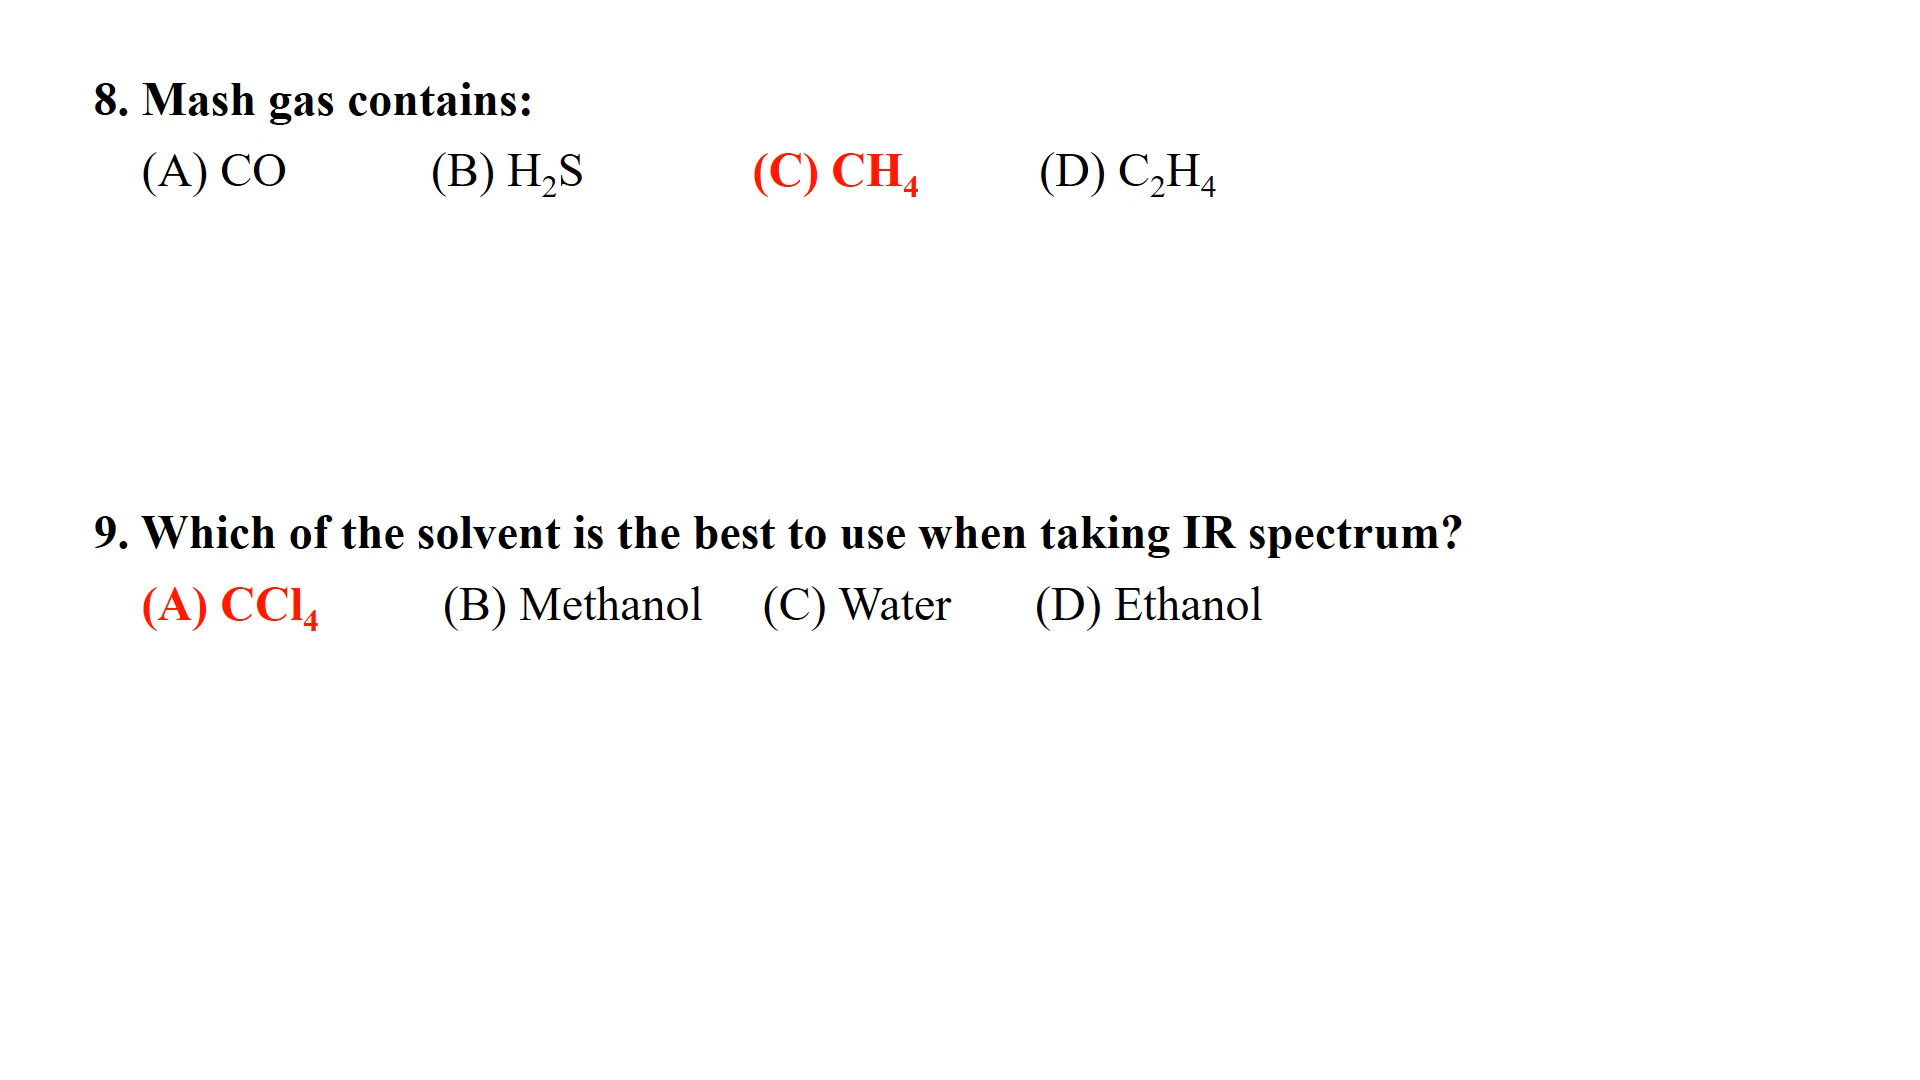 8. Mash gas contains:
(A) CO (B) H₂S (C) CH₄ (D) C₂H₄
9. Which of the solvent is the best to use when taking IR spectrum?
(A) CCl₄ (B) Methanol (C) Water (D) Ethanol